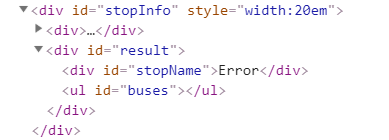 ▼<div id="stopInfo" style="width:20em">
▶<div>…</div>
▼<div id="result">
<div id="stopName">Error</div>
<ul id="buses"></ul>
</div>
</div>